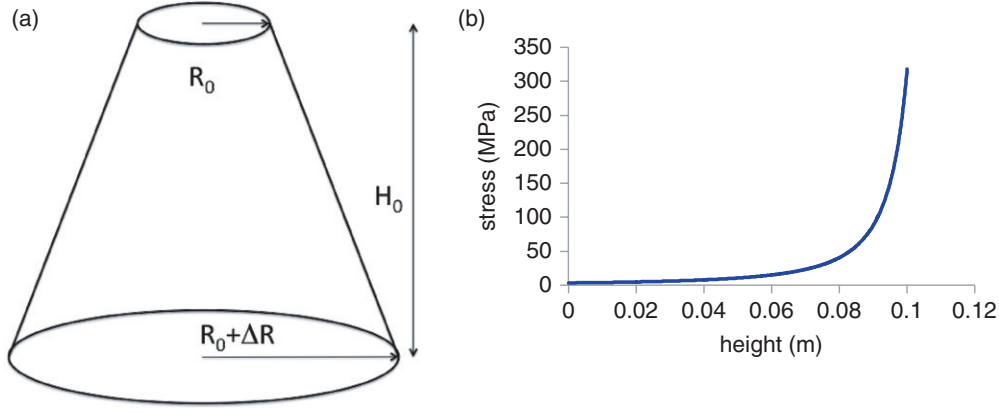 (a)
R₀
H₀
R₀+ΔR
(b)
350
300
250
200
150
100
50
0
stress (MPa)
0 0.02 0.04 0.06 0.08 0.1 0.12
height (m)